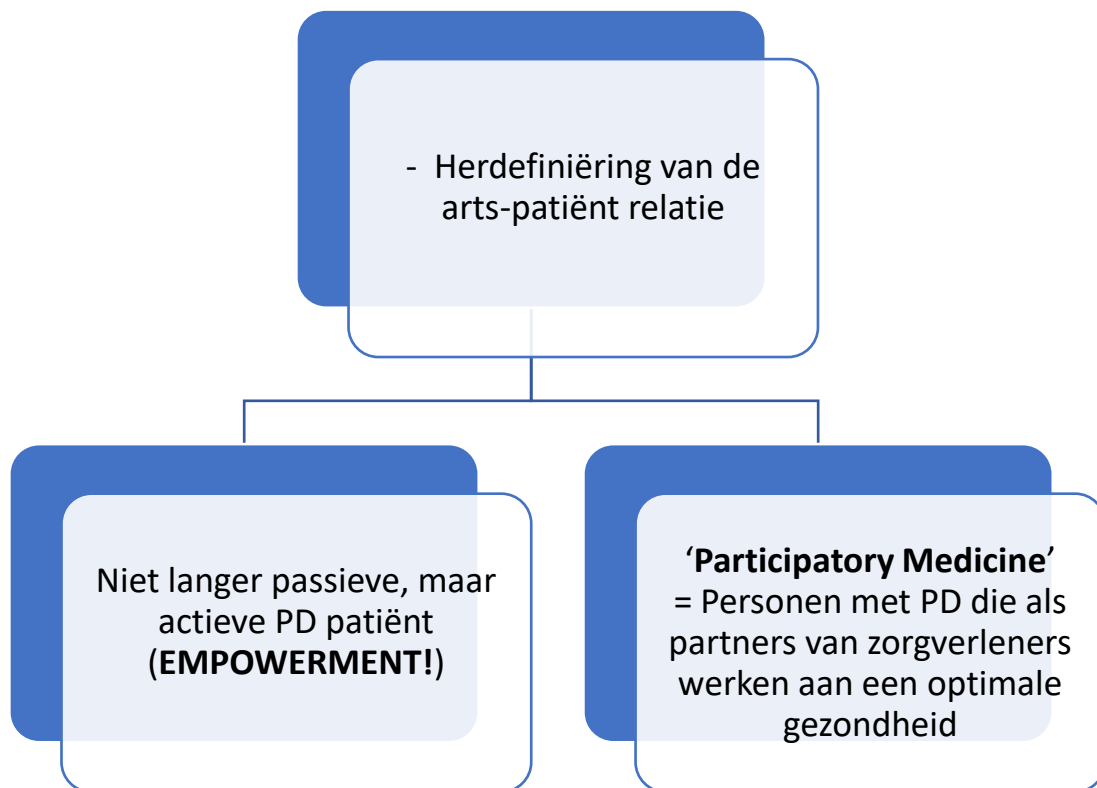 - Herdefiniëring van de
arts-patiënt relatie
Niet langer passieve, maar
actieve PD patiënt
(EMPOWERMENT!)
‘Participatory Medicine’
= Personen met PD die als
partners van zorgverleners
werken aan een optimale
gezondheid